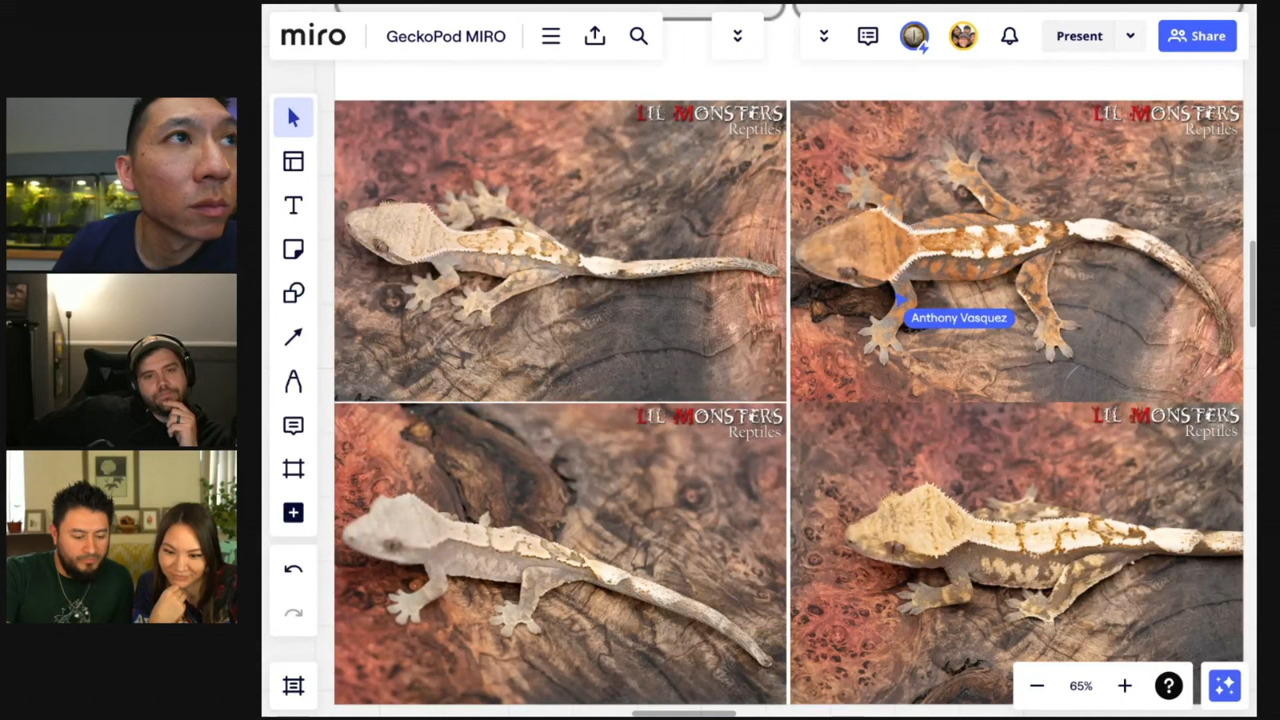 miro
GeckoPod MIRO
Present
Share
LIL MONSTERS
Reptiles
LIL MONSTERS
Reptiles
Anthony Vasquez
LIL MONSTERS
Reptiles
LIL MONSTERS
Reptiles
65%
?